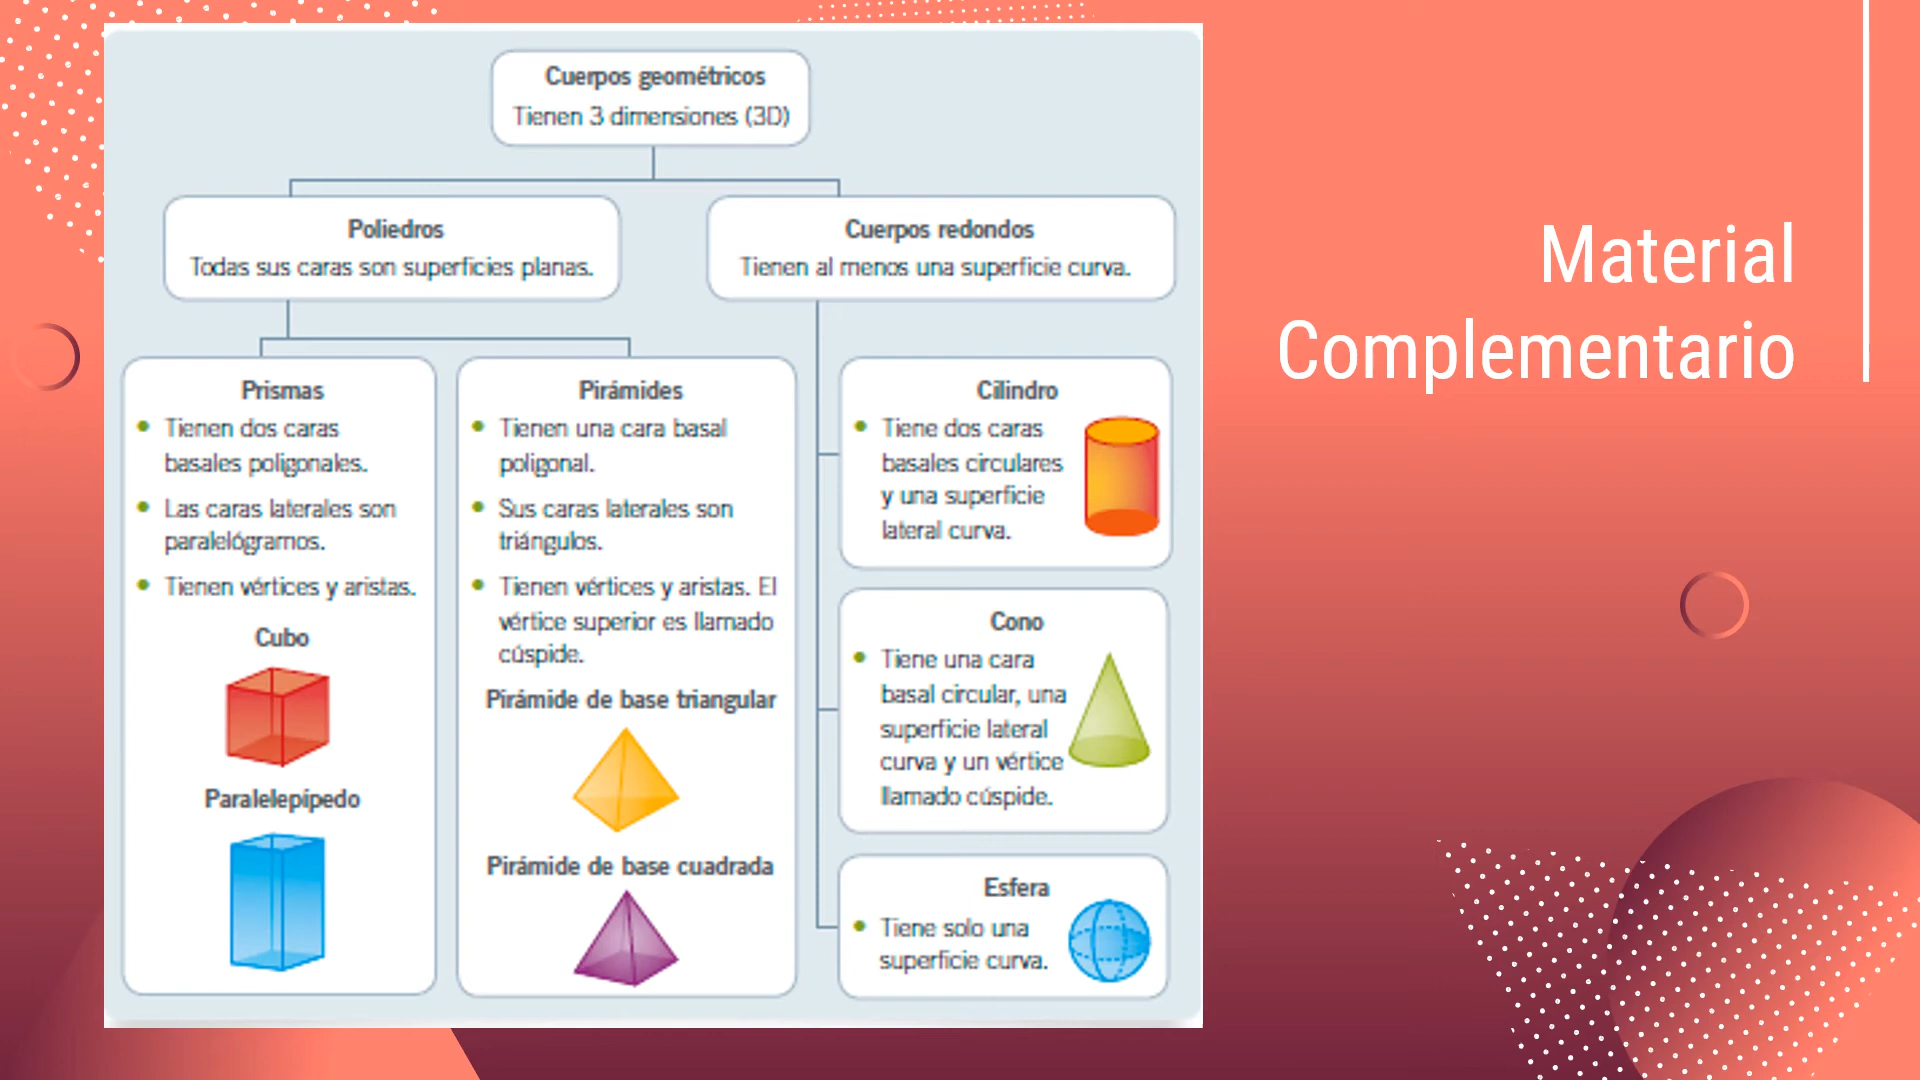 Cuerpos geométricos
Tienen 3 dimensiones (3D)
Poliedros
Todas sus caras son superficies planas.
Cuerpos redondos
Tienen al menos una superficie curva.
Prismas
• Tienen dos caras
basales poligonales.
• Las caras laterales son
paralelógramos.
• Tienen vértices y aristas.
Cubo
Paralelepípedo
Pirámides
• Tienen una cara basal
poligonal.
• Sus caras laterales son
triángulos.
• Tienen vértices y aristas. El
vértice superior es llamado
cúspide.
Pirámide de base triangular
Pirámide de base cuadrada
Cilindro
• Tiene dos caras
basales circulares
y una superficie
lateral curva.
Cono
• Tiene una cara
basal circular, una
superficie lateral
curva y un vértice
llamado cúspide.
Esfera
• Tiene solo una
superficie curva.
Material
Complementario